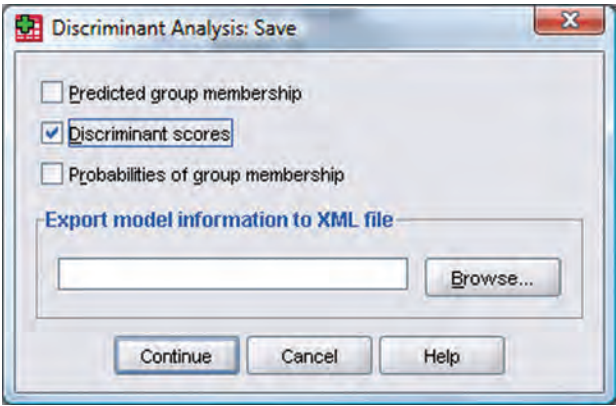 Discriminant Analysis: Save
Predicted group membership
Discriminant scores
Probabilities of group membership
Export model information to XML file
Browse...
Continue Cancel Help